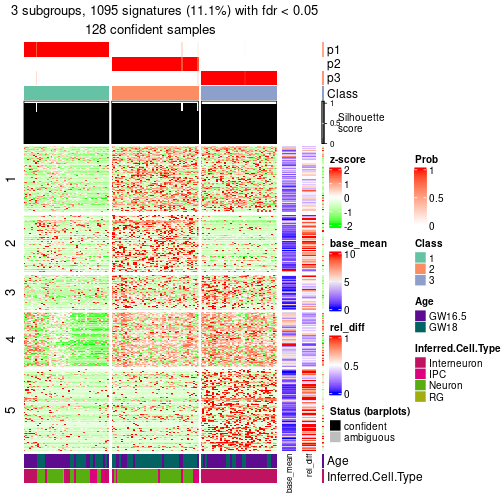 3 subgroups, 1095 signatures (11.1%) with fdr < 0.05
128 confident samples
p1
p2
p3
Class
1
0.5
0
Silhouette
score
1
2
3
4
5
z-score
2
1
0
-1
-2
base_mean
10
5
0
rel_diff
1
0.5
0
Status (barplots)
confident
ambiguous
Prob
1
0.5
0
Class
1
2
3
Age
GW16.5
GW18
Inferred.Cell.Type
Interneuron
IPC
Neuron
RG
base_mean
rel_diff
Age
Inferred.Cell.Type